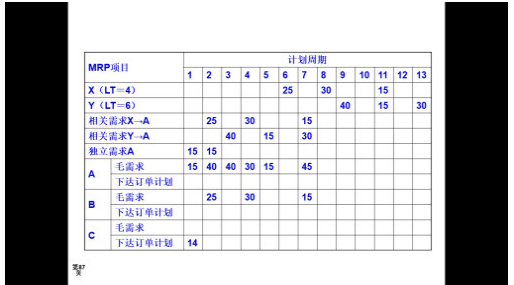 MRP项目 计划周期
1 2 3 4 5 6 7 8 9 10 11 12 13
X（LT＝4） 25 30 15
Y（LT＝6） 40 15 30
相关需求X→A 25 30 15
相关需求Y→A 40 15 30
独立需求A 15 15
A 毛需求 15 40 40 30 15 45
下达订单计划
B 毛需求 25 30 15
下达订单计划
C 毛需求
下达订单计划 14
页